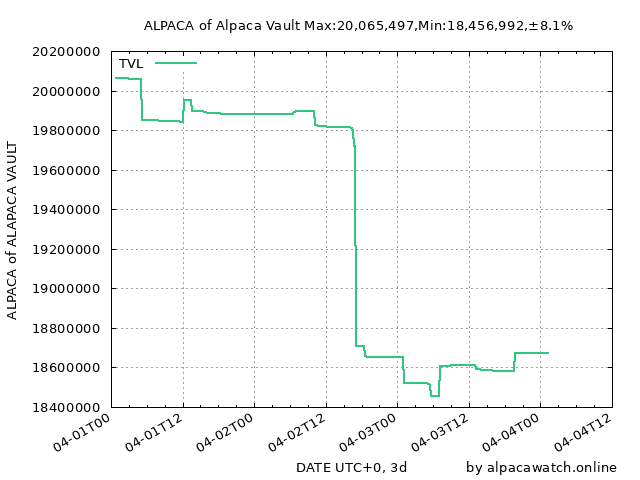 ALPACA of Alpaca Vault Max:20,065,497,Min:18,456,992,±8.1%
TVL
20200000
20000000
19800000
19600000
19400000
19200000
19000000
18800000
18600000
18400000
ALPACA of ALAPACA VAULT
04-01T00
04-01T12
04-02T00
04-02T12
04-03T00
04-03T12
04-04T00
04-04T12
DATE UTC+0, 3d
by alpacawatch.online